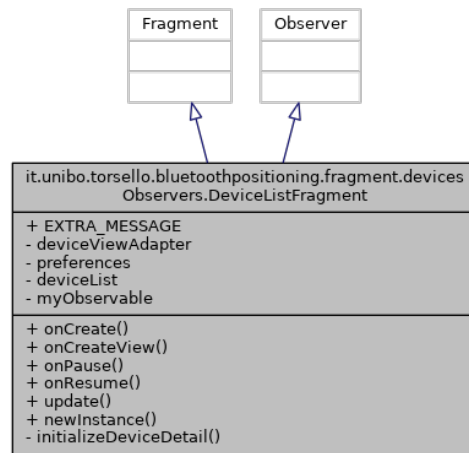 Fragment
Observer
it.unibo.torsello.bluetoothpositioning.fragment.devices
Observers.DeviceListFragment
+ EXTRA_MESSAGE
- deviceViewAdapter
- preferences
- deviceList
- myObservable
+ onCreate()
+ onCreateView()
+ onPause()
+ onResume()
+ update()
+ newInstance()
- initializeDeviceDetail()